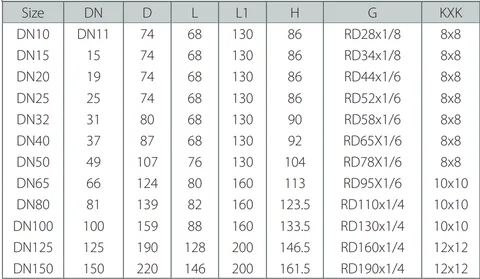 Size DN D L L1 H G KXK
DN10 DN11 74 68 130 86 RD28x1/8 8x8
DN15 15 74 68 130 86 RD34x1/8 8x8
DN20 19 74 68 130 86 RD44x1/6 8x8
DN25 25 74 68 130 86 RD52x1/6 8x8
DN32 31 80 68 130 90 RD58x1/6 8x8
DN40 37 87 68 130 92 RD65X1/6 8x8
DN50 49 107 76 130 104 RD78X1/6 8x8
DN65 66 124 80 160 113 RD95X1/6 10x10
DN80 81 139 82 160 123.5 RD110x1/4 10x10
DN100 100 159 88 160 133.5 RD130x1/4 10x10
DN125 125 190 128 200 146.5 RD160x1/4 12x12
DN150 150 220 146 200 161.5 RD190x1/4 12x12